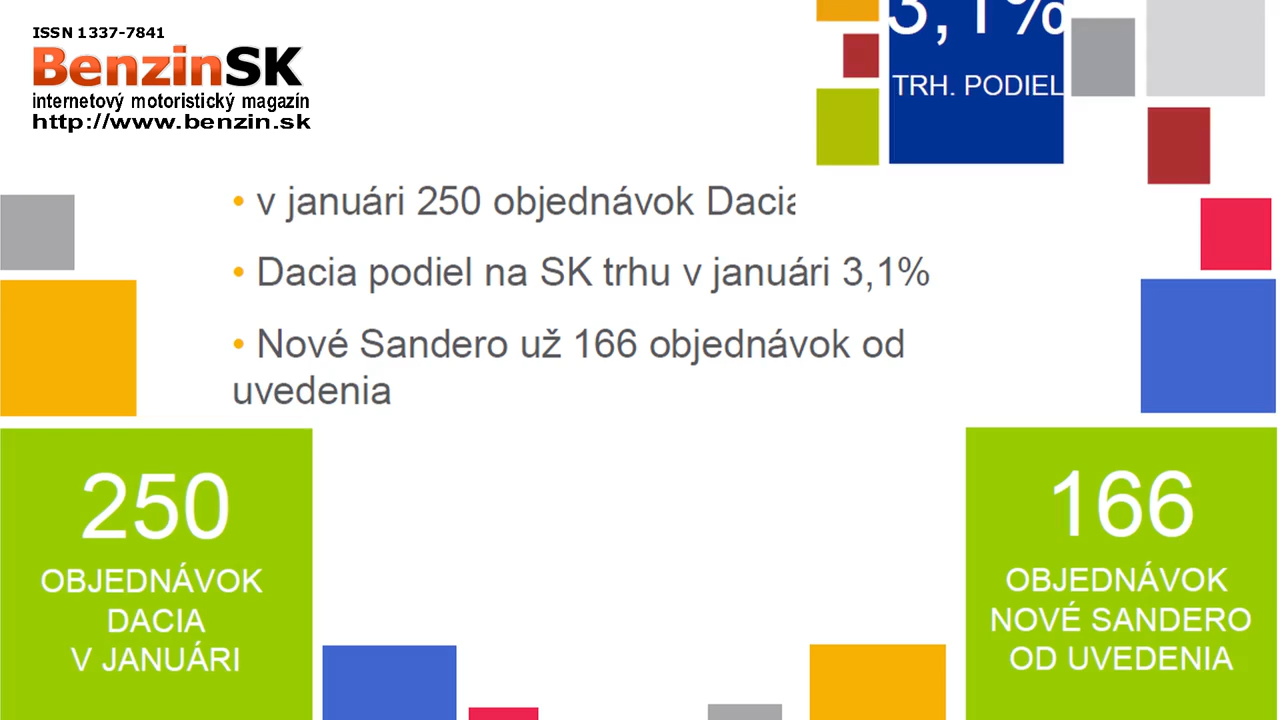 ISSN 1337-7841
BenzinSK
internetový motoristický magazín
http://www.benzin.sk
3,1%
TRH. PODIEL
• v januári 250 objednávok Dacia
• Dacia podiel na SK trhu v januári 3,1%
• Nové Sandero už 166 objednávok od
uvedenia
250
OBJEDNÁVOK
DACIA
V JANUÁRI
166
OBJEDNÁVOK
NOVÉ SANDERO
OD UVEDENIA